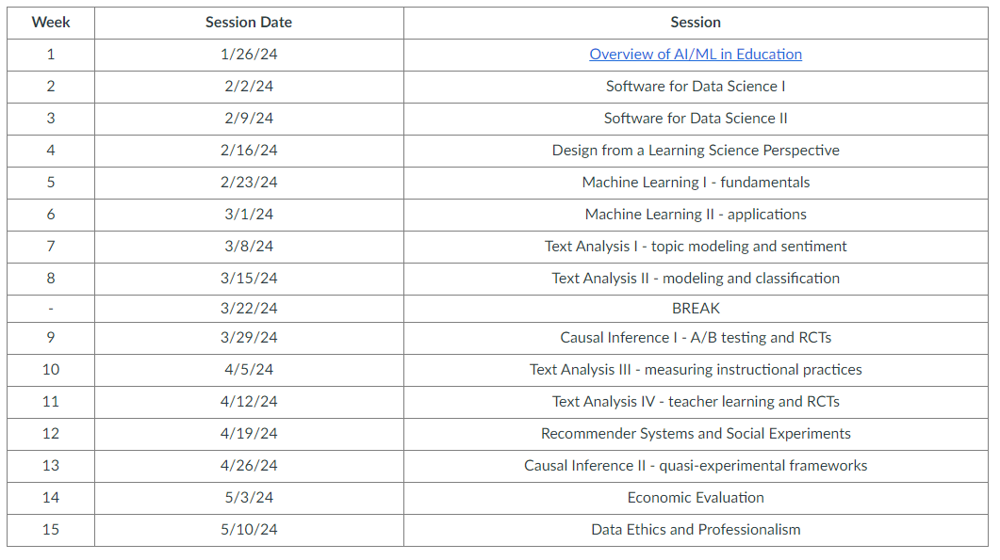 Week Session Date Session
1 1/26/24 Overview of AI/ML in Education
2 2/2/24 Software for Data Science I
3 2/9/24 Software for Data Science II
4 2/16/24 Design from a Learning Science Perspective
5 2/23/24 Machine Learning I - fundamentals
6 3/1/24 Machine Learning II - applications
7 3/8/24 Text Analysis I - topic modeling and sentiment
8 3/15/24 Text Analysis II - modeling and classification
- 3/22/24 BREAK
9 3/29/24 Causal Inference I - A/B testing and RCTs
10 4/5/24 Text Analysis III - measuring instructional practices
11 4/12/24 Text Analysis IV - teacher learning and RCTs
12 4/19/24 Recommender Systems and Social Experiments
13 4/26/24 Causal Inference II - quasi-experimental frameworks
14 5/3/24 Economic Evaluation
15 5/10/24 Data Ethics and Professionalism